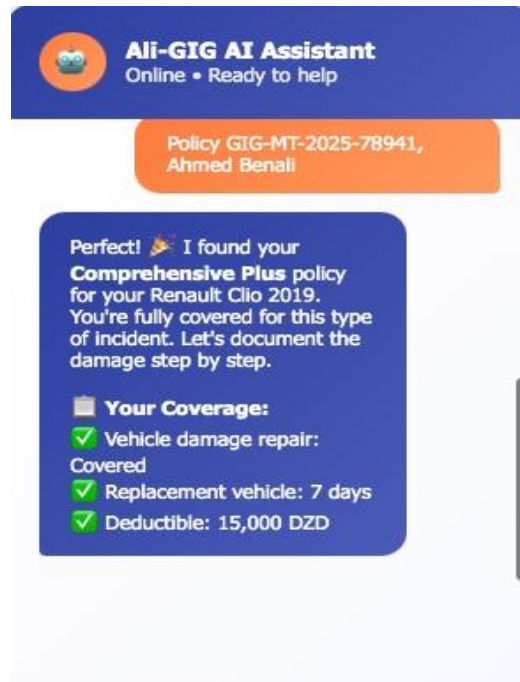 Ali-GIG AI Assistant
Online • Ready to help
Policy GIG-MT-2025-78941,
Ahmed Benali
Perfect! 🎉 I found your
Comprehensive Plus policy
for your Renault Clio 2019.
You're fully covered for this type
of incident. Let's document the
damage step by step.
📋 Your Coverage:
✅ Vehicle damage repair:
Covered
✅ Replacement vehicle: 7 days
✅ Deductible: 15,000 DZD